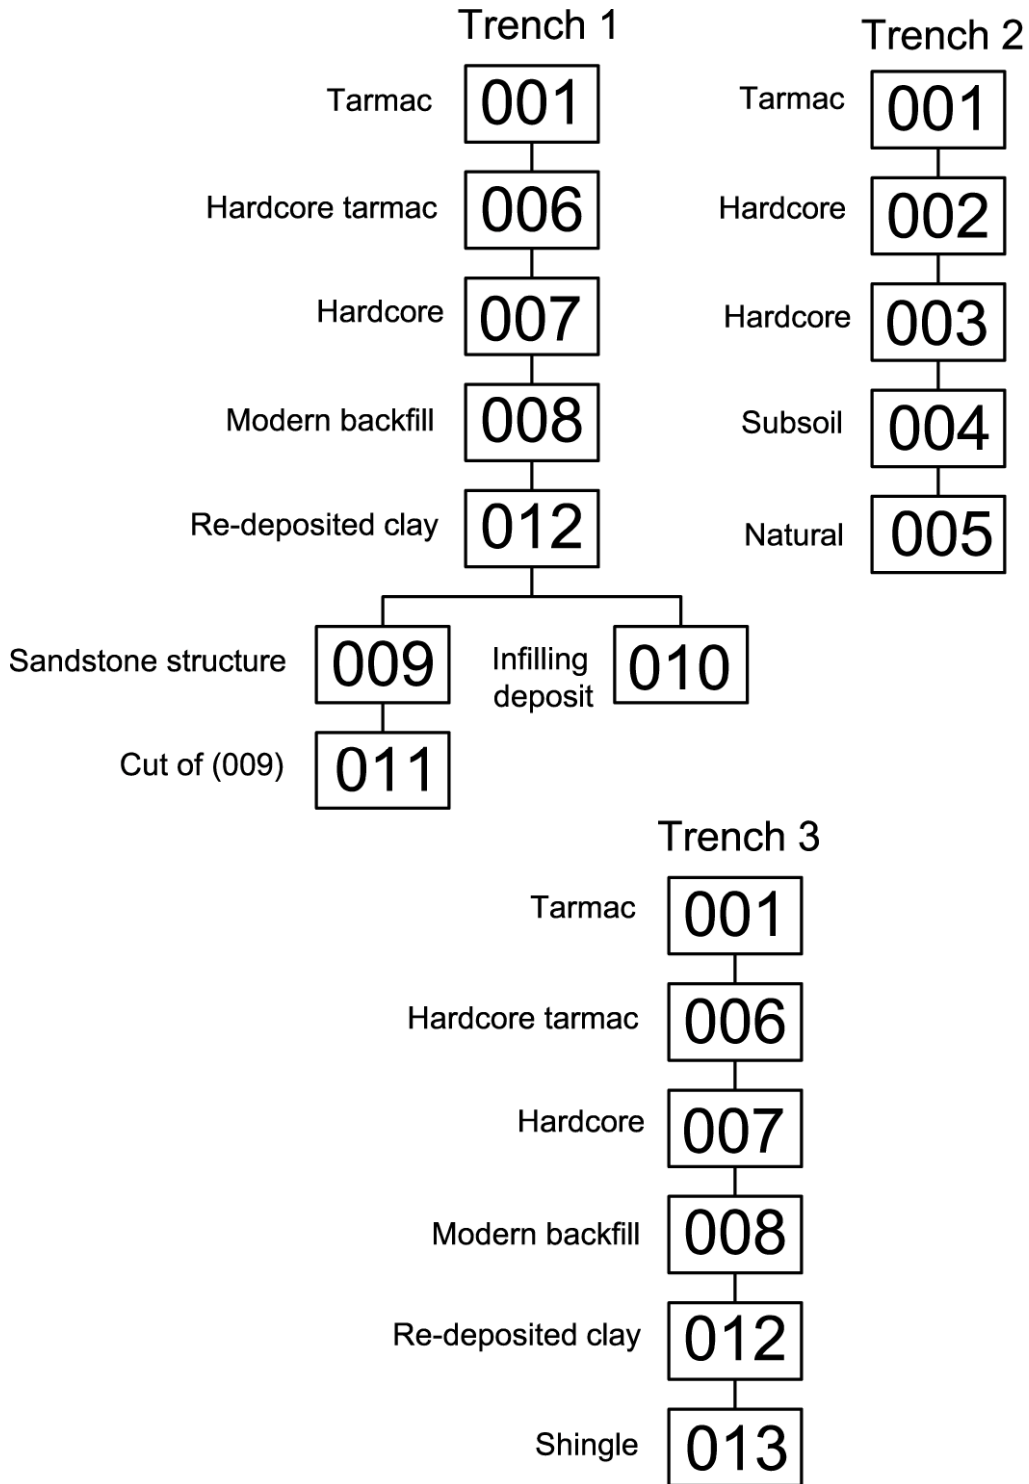 Trench 1
Tarmac 001
Hardcore tarmac 006
Hardcore 007
Modern backfill 008
Re-deposited clay 012
Sandstone structure 009
Infilling
deposit 010
Cut of (009) 011
Trench 2
Tarmac 001
Hardcore 002
Hardcore 003
Subsoil 004
Natural 005
Trench 3
Tarmac 001
Hardcore tarmac 006
Hardcore 007
Modern backfill 008
Re-deposited clay 012
Shingle 013